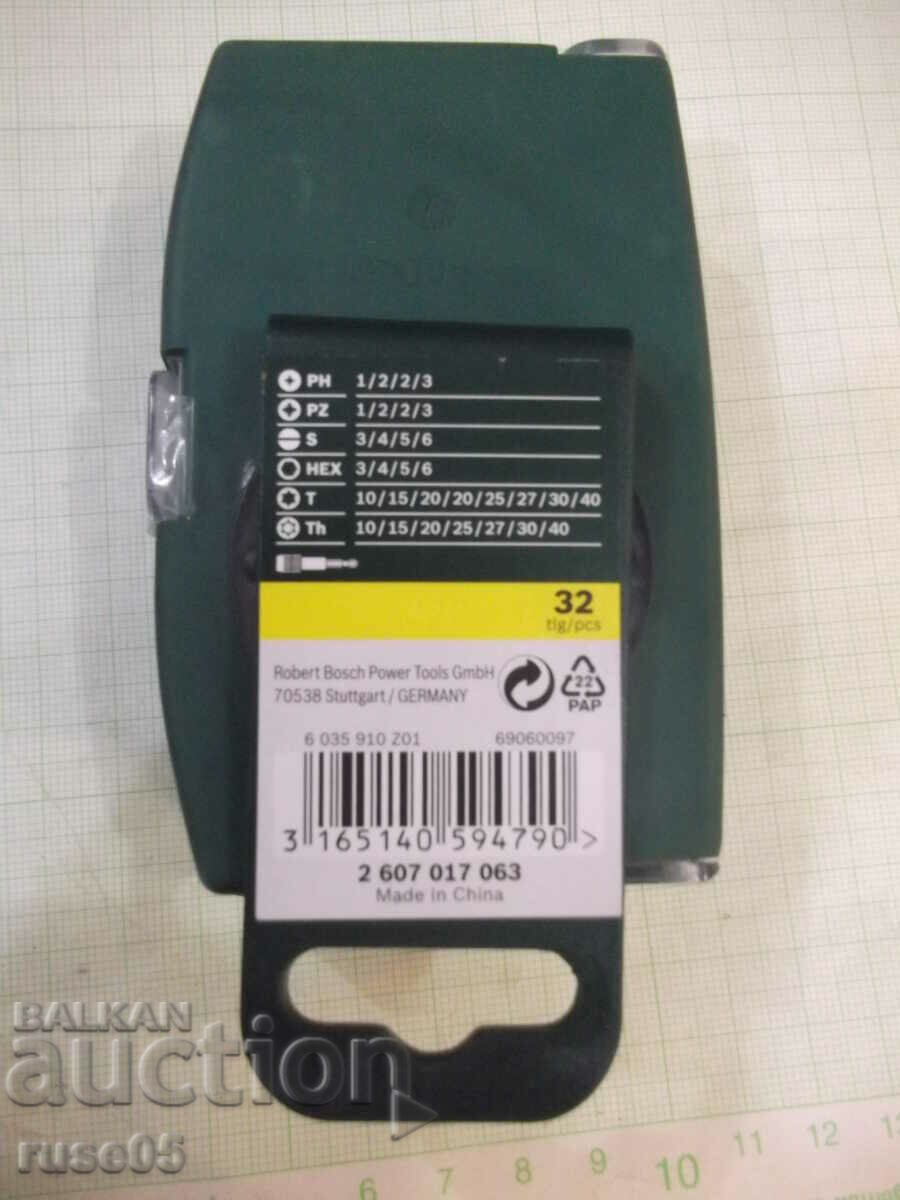 PH 1/2/2/3
PZ 1/2/2/3
S 3/4/5/6
HEX 3/4/5/6
T 10/15/20/20/25/27/30/40
Th 10/15/20/25/27/30/40
32
tlg/pcs
Robert Bosch Power Tools GmbH
70538 Stuttgart / GERMANY
22
PAP
6 035 910 Z01 69060097
3 165140 594790 >
2 607 017 063
Made in China
BALKAN
auction
ruse05
6 7 8 9 10 11 12 13